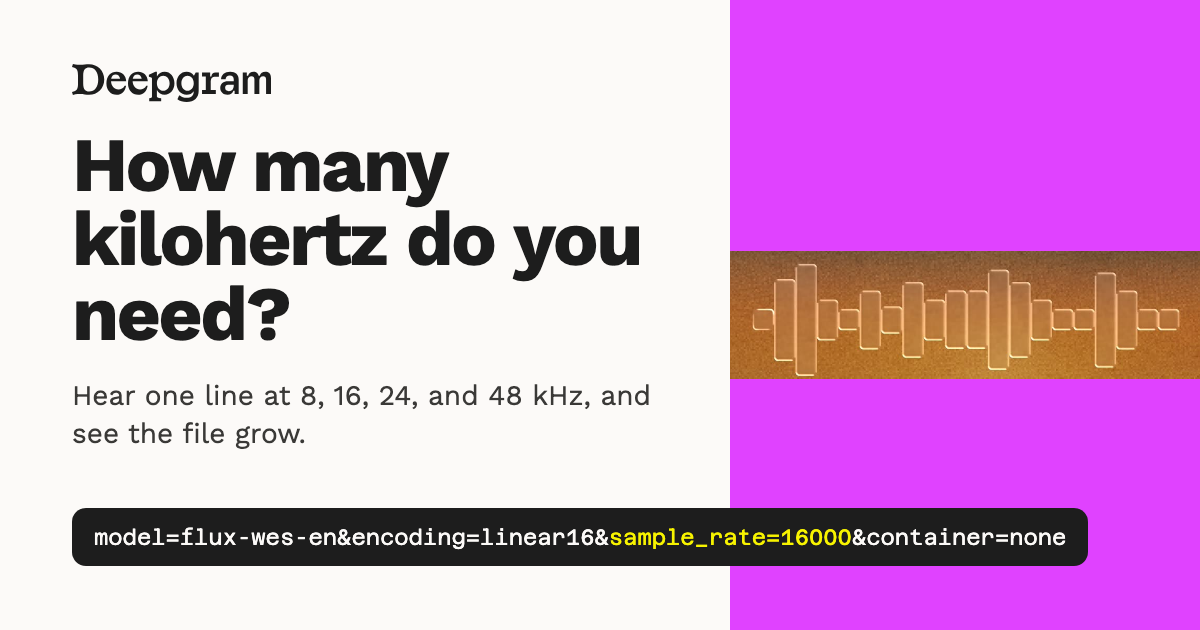 Deepgram
How many
kilohertz do you
need?
Hear one line at 8, 16, 24, and 48 kHz, and
see the file grow.
model=flux-wes-en&encoding=linear16&sample_rate=16000&container=none